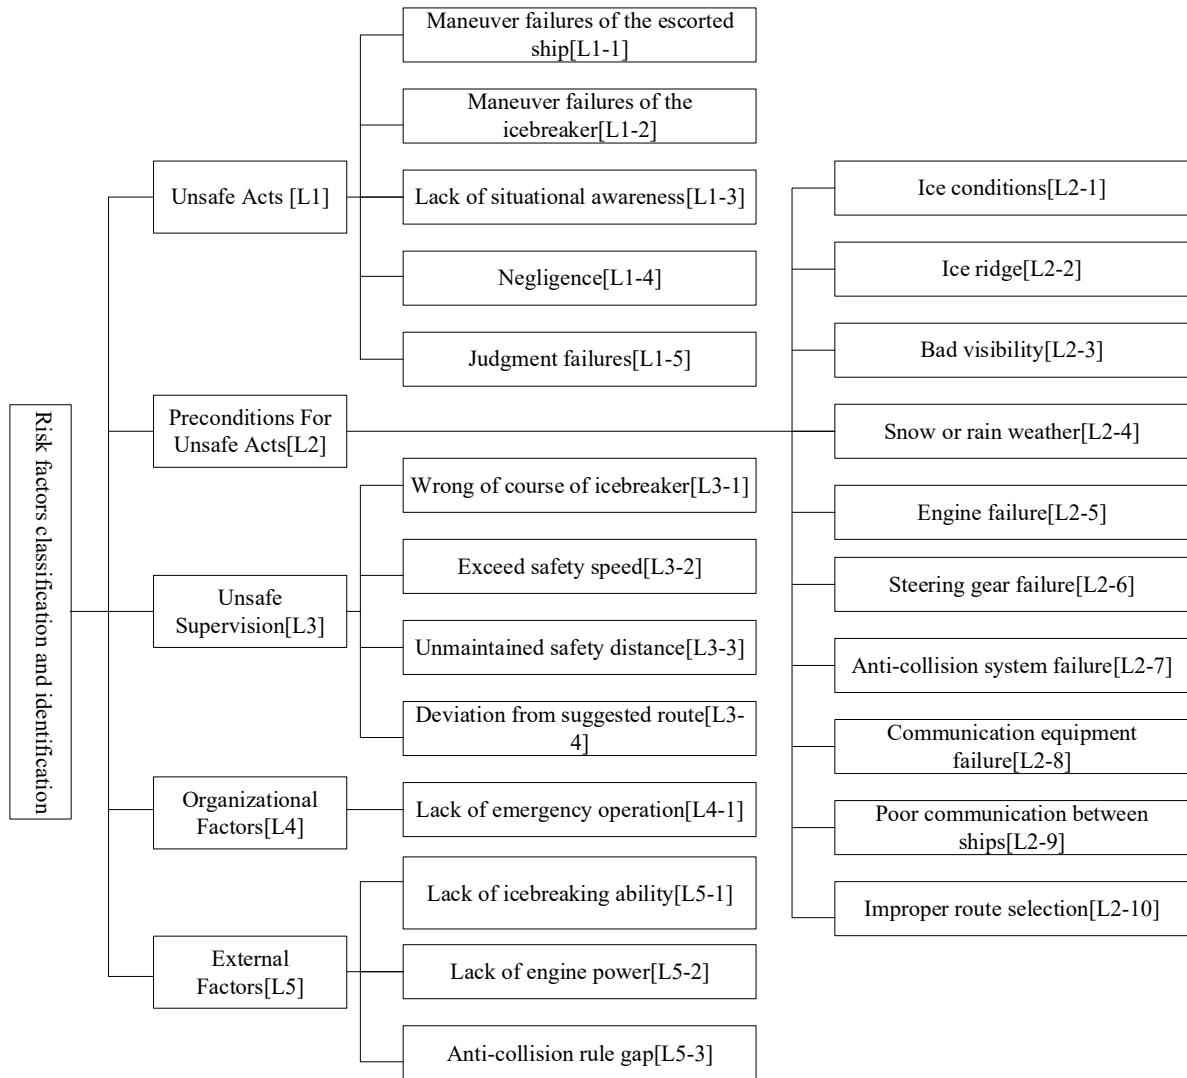 Risk factors classification and identification
Unsafe Acts [L1]
Maneuver failures of the escorted
ship[L1-1]
Maneuver failures of the
icebreaker[L1-2]
Lack of situational awareness[L1-3]
Negligence[L1-4]
Judgment failures[L1-5]
Preconditions For
Unsafe Acts[L2]
Ice conditions[L2-1]
Ice ridge[L2-2]
Bad visibility[L2-3]
Snow or rain weather[L2-4]
Engine failure[L2-5]
Steering gear failure[L2-6]
Anti-collision system failure[L2-7]
Communication equipment
failure[L2-8]
Poor communication between
ships[L2-9]
Improper route selection[L2-10]
Unsafe
Supervision[L3]
Wrong of course of icebreaker[L3-1]
Exceed safety speed[L3-2]
Unmaintained safety distance[L3-3]
Deviation from suggested route[L3-
4]
Organizational
Factors[L4]
Lack of emergency operation[L4-1]
External
Factors[L5]
Lack of icebreaking ability[L5-1]
Lack of engine power[L5-2]
Anti-collision rule gap[L5-3]